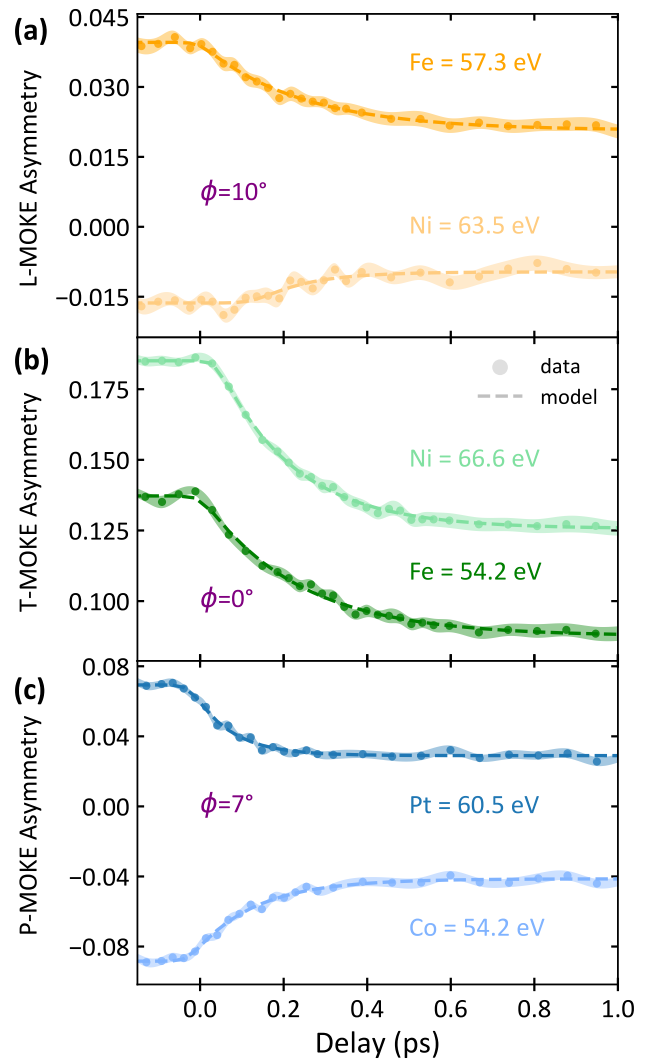 (a)
L-MOKE Asymmetry
0.045
0.030
0.015
0.000
−0.015
Fe = 57.3 eV
ϕ=10°
Ni = 63.5 eV
(b)
T-MOKE Asymmetry
0.175
0.150
0.125
0.100
data
model
Ni = 66.6 eV
Fe = 54.2 eV
ϕ=0°
(c)
P-MOKE Asymmetry
0.08
0.04
0.00
−0.04
−0.08
ϕ=7°
Pt = 60.5 eV
Co = 54.2 eV
0.0 0.2 0.4 0.6 0.8 1.0
Delay (ps)